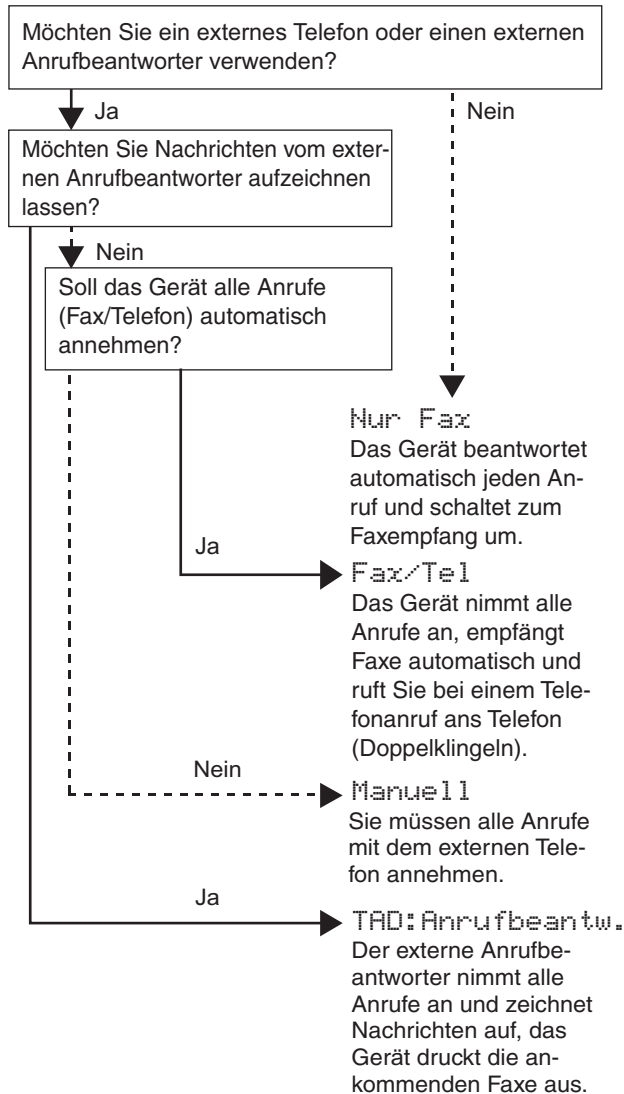 Möchten Sie ein externes Telefon oder einen externen
Anrufbeantworter verwenden?
Ja
Nein
Möchten Sie Nachrichten vom exter-
nen Anrufbeantworter aufzeichnen
lassen?
Nein
Soll das Gerät alle Anrufe
(Fax/Telefon) automatisch
annehmen?
Nur Fax
Das Gerät beantwortet
automatisch jeden An-
ruf und schaltet zum
Faxempfang um.
Ja
Fax/Tel
Das Gerät nimmt alle
Anrufe an, empfängt
Faxe automatisch und
ruft Sie bei einem Tele-
fonanruf ans Telefon
(Doppelklingeln).
Nein
Manuell
Sie müssen alle Anrufe
mit dem externen Tele-
fon annehmen.
Ja
TAD:Anrufbeantw.
Der externe Anrufbe-
antworter nimmt alle
Anrufe an und zeichnet
Nachrichten auf, das
Gerät druckt die an-
kommenden Faxe aus.